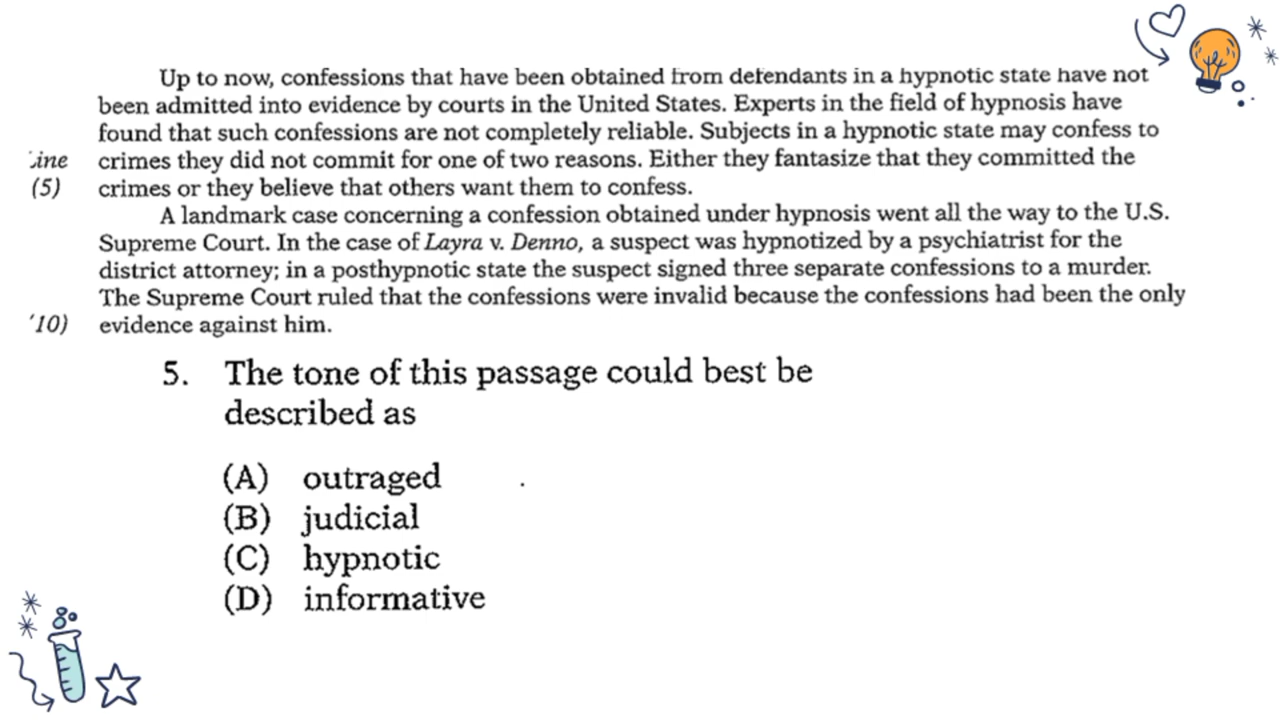 Up to now, confessions that have been obtained from defendants in a hypnotic state have not
been admitted into evidence by courts in the United States. Experts in the field of hypnosis have
found that such confessions are not completely reliable. Subjects in a hypnotic state may confess to
ine crimes they did not commit for one of two reasons. Either they fantasize that they committed the
(5) crimes or they believe that others want them to confess.
A landmark case concerning a confession obtained under hypnosis went all the way to the U.S.
Supreme Court. In the case of Layra v. Denno, a suspect was hypnotized by a psychiatrist for the
district attorney; in a posthypnotic state the suspect signed three separate confessions to a murder.
The Supreme Court ruled that the confessions were invalid because the confessions had been the only
10) evidence against him.
5. The tone of this passage could best be
described as
(A) outraged
(B) judicial
(C) hypnotic
(D) informative